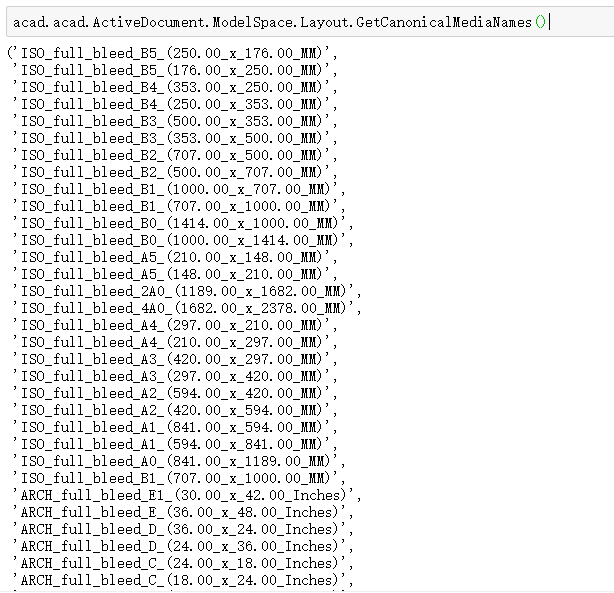 acad.acad.ActiveDocument.ModelSpace.Layout.GetCanonicalMediaNames()
('ISO_full_bleed_B5_(250.00_x_176.00_MM)',
'ISO_full_bleed_B5_(176.00_x_250.00_MM)',
'ISO_full_bleed_B4_(353.00_x_250.00_MM)',
'ISO_full_bleed_B4_(250.00_x_353.00_MM)',
'ISO_full_bleed_B3_(500.00_x_353.00_MM)',
'ISO_full_bleed_B3_(353.00_x_500.00_MM)',
'ISO_full_bleed_B2_(707.00_x_500.00_MM)',
'ISO_full_bleed_B2_(500.00_x_707.00_MM)',
'ISO_full_bleed_B1_(1000.00_x_707.00_MM)',
'ISO_full_bleed_B1_(707.00_x_1000.00_MM)',
'ISO_full_bleed_B0_(1414.00_x_1000.00_MM)',
'ISO_full_bleed_B0_(1000.00_x_1414.00_MM)',
'ISO_full_bleed_A5_(210.00_x_148.00_MM)',
'ISO_full_bleed_A5_(148.00_x_210.00_MM)',
'ISO_full_bleed_2A0_(1189.00_x_1682.00_MM)',
'ISO_full_bleed_4A0_(1682.00_x_2378.00_MM)',
'ISO_full_bleed_A4_(297.00_x_210.00_MM)',
'ISO_full_bleed_A4_(210.00_x_297.00_MM)',
'ISO_full_bleed_A3_(420.00_x_297.00_MM)',
'ISO_full_bleed_A3_(297.00_x_420.00_MM)',
'ISO_full_bleed_A2_(594.00_x_420.00_MM)',
'ISO_full_bleed_A2_(420.00_x_594.00_MM)',
'ISO_full_bleed_A1_(841.00_x_594.00_MM)',
'ISO_full_bleed_A1_(594.00_x_841.00_MM)',
'ISO_full_bleed_A0_(841.00_x_1189.00_MM)',
'ISO_full_bleed_B1_(707.00_x_1000.00_MM)',
'ARCH_full_bleed_E1_(30.00_x_42.00_Inches)',
'ARCH_full_bleed_E_(36.00_x_48.00_Inches)',
'ARCH_full_bleed_D_(36.00_x_24.00_Inches)',
'ARCH_full_bleed_D_(24.00_x_36.00_Inches)',
'ARCH_full_bleed_C_(24.00_x_18.00_Inches)',
'ARCH_full_bleed_C_(18.00_x_24.00_Inches)',